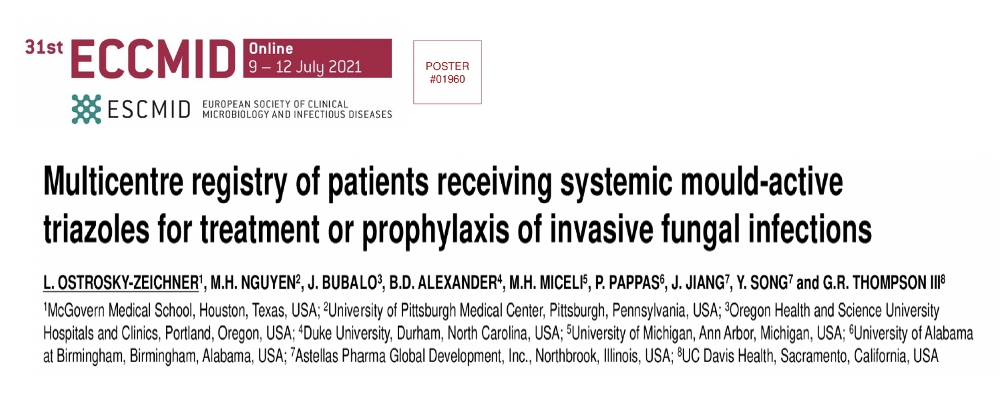 31st ECCMID Online
9 – 12 July 2021
POSTER
#01960
ESCMID EUROPEAN SOCIETY OF CLINICAL
MICROBIOLOGY AND INFECTIOUS DISEASES
Multicentre registry of patients receiving systemic mould-active
triazoles for treatment or prophylaxis of invasive fungal infections
L. OSTROSKY-ZEICHNER¹, M.H. NGUYEN², J. BUBALO³, B.D. ALEXANDER⁴, M.H. MICELI⁵, P. PAPPAS⁶, J. JIANG⁷, Y. SONG⁷ and G.R. THOMPSON III⁸
¹McGovern Medical School, Houston, Texas, USA; ²University of Pittsburgh Medical Center, Pittsburgh, Pennsylvania, USA; ³Oregon Health and Science University
Hospitals and Clinics, Portland, Oregon, USA; ⁴Duke University, Durham, North Carolina, USA; ⁵University of Michigan, Ann Arbor, Michigan, USA; ⁶University of Alabama
at Birmingham, Birmingham, Alabama, USA; ⁷Astellas Pharma Global Development, Inc., Northbrook, Illinois, USA; ⁸UC Davis Health, Sacramento, California, USA